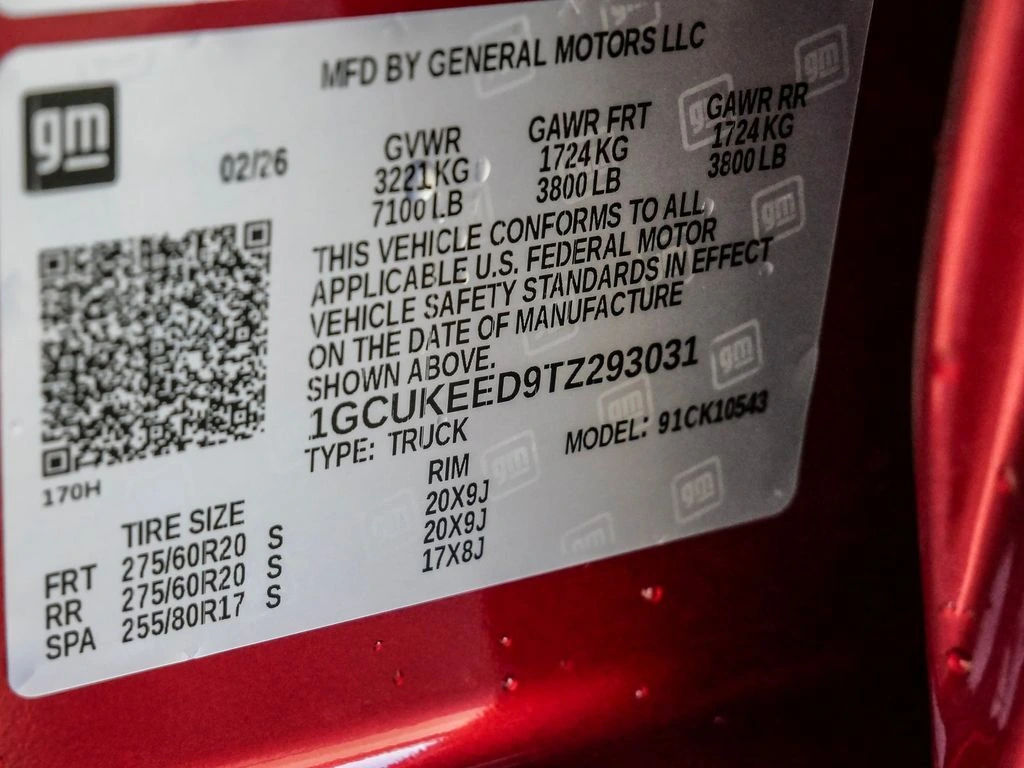 MFD BY GENERAL MOTORS LLC
gm
02/26
GVWR GAWR FRT GAWR RR
3221 KG 1724 KG 1724 KG
7100 LB 3800 LB 3800 LB
THIS VEHICLE CONFORMS TO ALL
APPLICABLE U.S. FEDERAL MOTOR
VEHICLE SAFETY STANDARDS IN EFFECT
ON THE DATE OF MANUFACTURE
SHOWN ABOVE.
1GCUKEED9TZ293031
TYPE: TRUCK MODEL: 91CK10543
170H
TIRE SIZE RIM
FRT 275/60R20 S 20X9J
RR 275/60R20 S 20X9J
SPA 255/80R17 S 17X8J